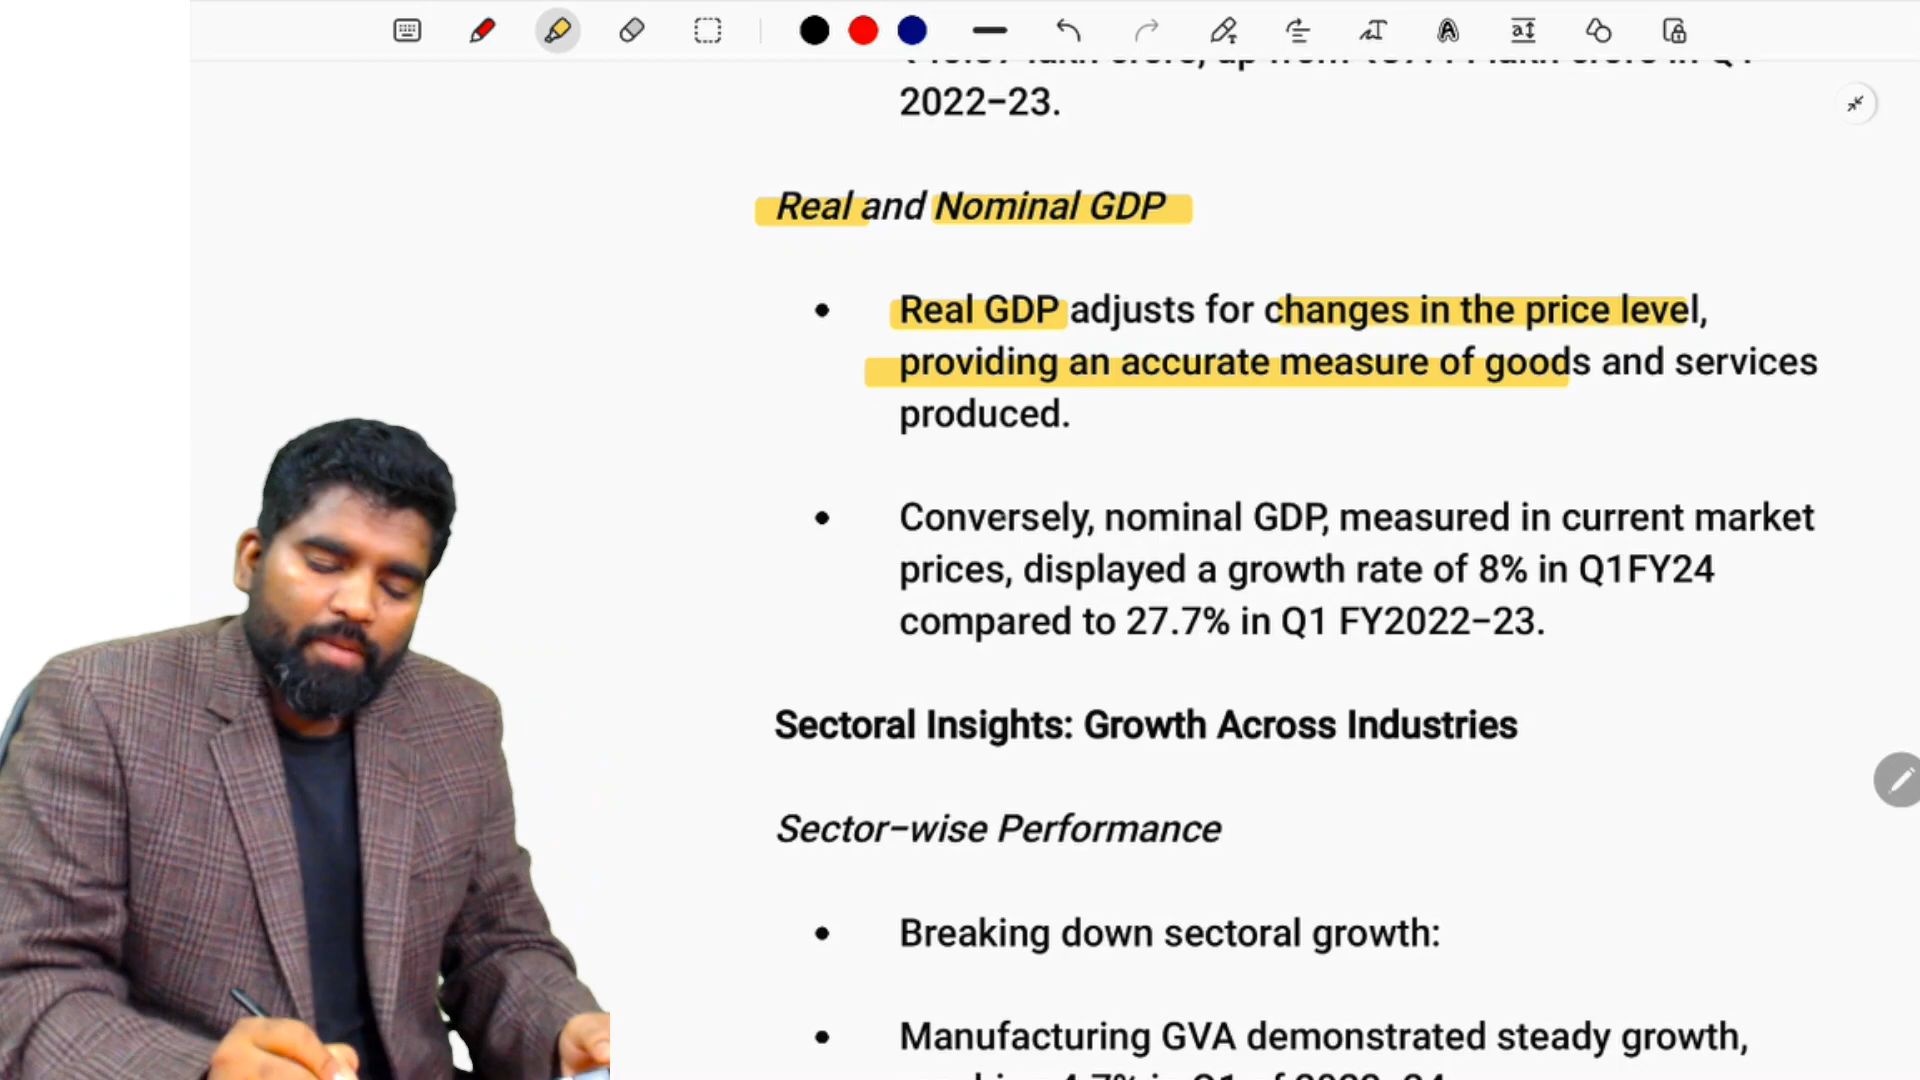 2022–23.
Real and Nominal GDP
• Real GDP adjusts for changes in the price level,
providing an accurate measure of goods and services
produced.
• Conversely, nominal GDP, measured in current market
prices, displayed a growth rate of 8% in Q1FY24
compared to 27.7% in Q1 FY2022–23.
Sectoral Insights: Growth Across Industries
Sector–wise Performance
• Breaking down sectoral growth:
• Manufacturing GVA demonstrated steady growth,